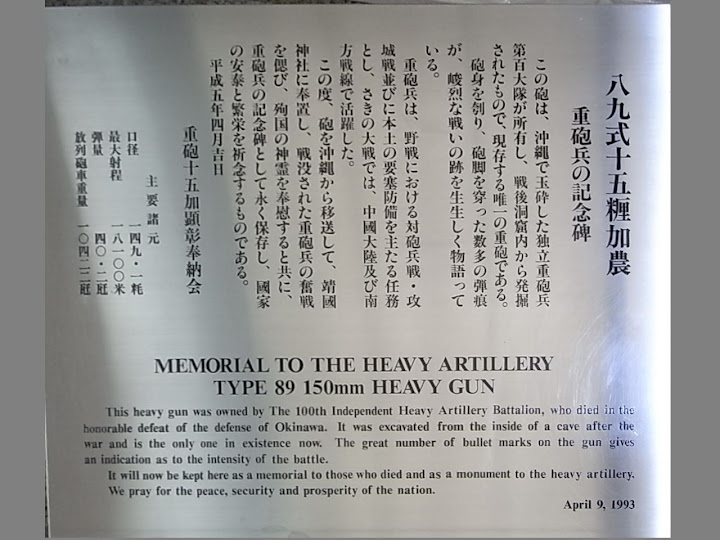 八九式十五糎加農
重砲兵の記念碑
この砲は、沖縄で玉砕した独立重砲兵
第百大隊が所有し、戦後洞窟内から発掘
されたもので、現存する唯一の重砲である。
砲身を刳り、砲脚を穿った数多の弾痕
が、峻烈な戦いの跡を生生しく物語って
いる。
重砲兵は、野戦における対砲兵戦・攻
城戦並びに本土の要塞防備を主たる任務
とし、さきの大戦では、中國大陸及び南
方戦線で活躍した。
この度、砲を沖縄から移送して、靖國
神社に奉置し、戦没された重砲兵の奮戦
を偲び、殉国の神霊を奉慰すると共に、
重砲兵の記念碑として永く保存し、國家
の安泰と繁栄を祈念するものである。
平成五年四月吉日
重砲十五加顕彰奉納会
主要諸元
口径 一四九・一粍
最大射程 一八一〇〇米
弾量 四〇・二瓩
放列砲車重量 一〇四二二瓩
MEMORIAL TO THE HEAVY ARTILLERY
TYPE 89 150mm HEAVY GUN
This heavy gun was owned by The 100th Independent Heavy Artillery Battalion, who died in the
honorable defeat of the defense of Okinawa. It was excavated from the inside of a cave after the
war and is the only one in existence now. The great number of bullet marks on the gun gives
an indication as to the intensity of the battle.
It will now be kept here as a memorial to those who died and as a monument to the heavy artillery.
We pray for the peace, security and prosperity of the nation.
April 9, 1993